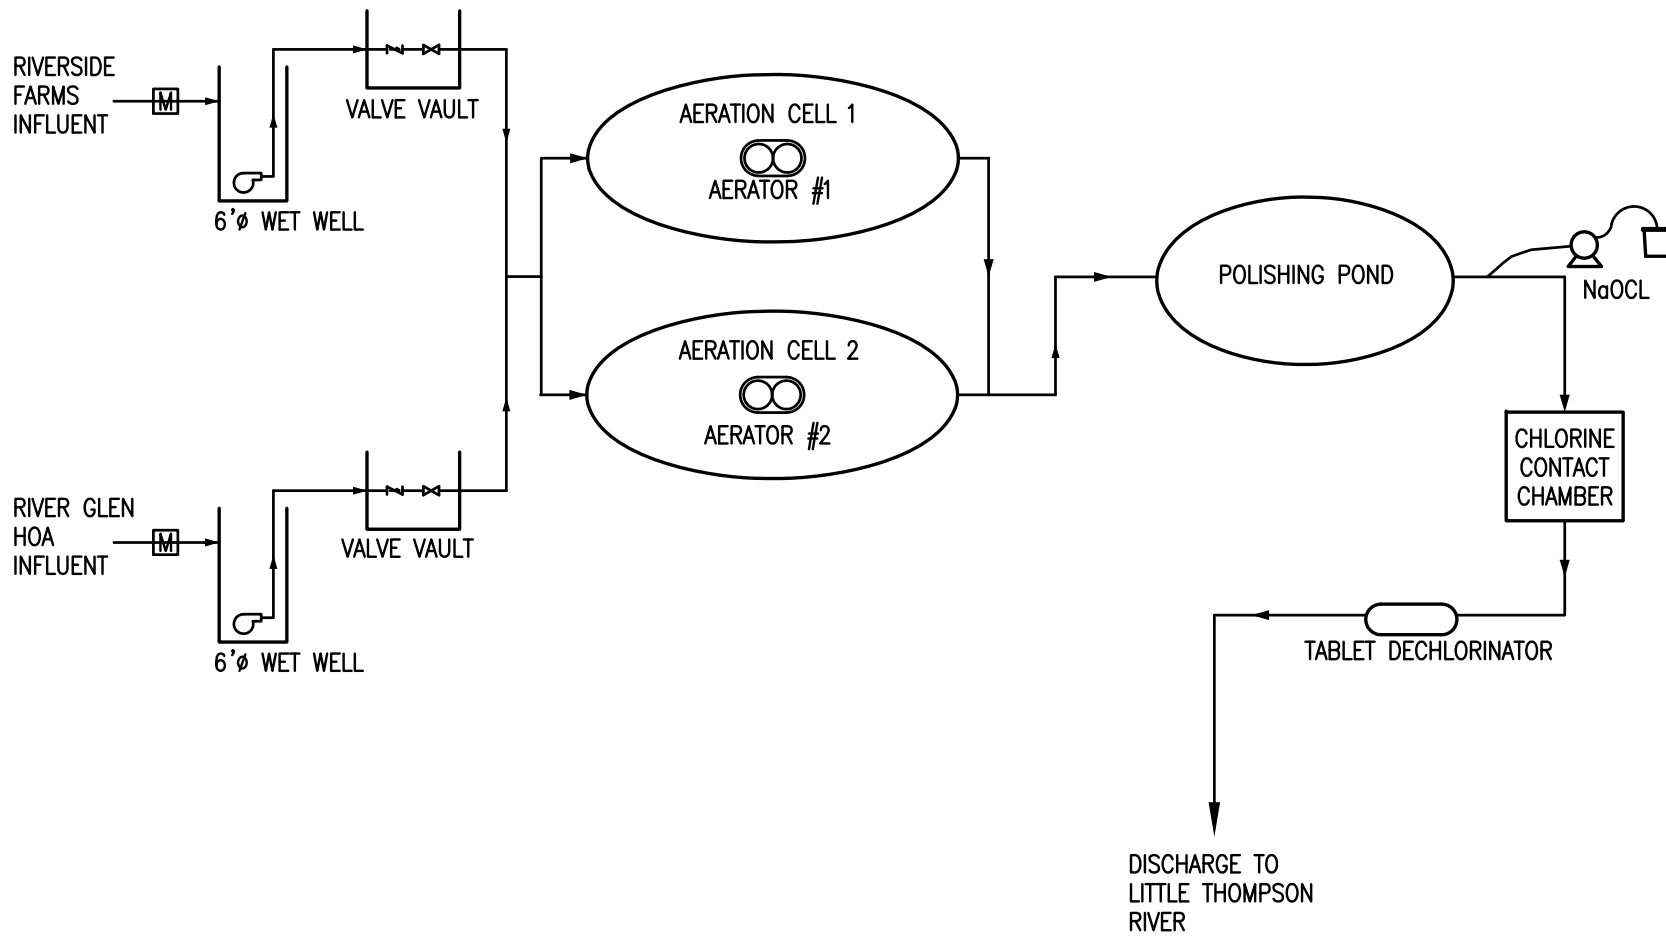 RIVERSIDE
FARMS
INFLUENT
M
6'ø WET WELL
VALVE VAULT
RIVER GLEN
HOA
INFLUENT
M
6'ø WET WELL
VALVE VAULT
AERATION CELL 1
AERATOR #1
AERATION CELL 2
AERATOR #2
POLISHING POND
NaOCL
CHLORINE
CONTACT
CHAMBER
TABLET DECHLORINATOR
DISCHARGE TO
LITTLE THOMPSON
RIVER